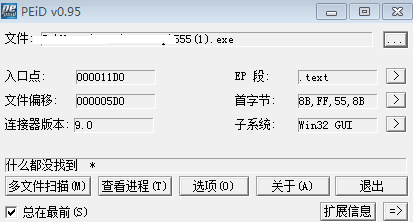 PEiD v0.95
文件: 555(1).exe ...
入口点: 000011D0 EP 段: .text >
文件偏移: 000005D0 首字节: 8B,FF,55,8B >
连接器版本: 9.0 子系统: Win32 GUI >
什么都没找到 *
多文件扫描(M) 查看进程(T) 选项(O) 关于(A) 退出
总在最前(S) 扩展信息 =>